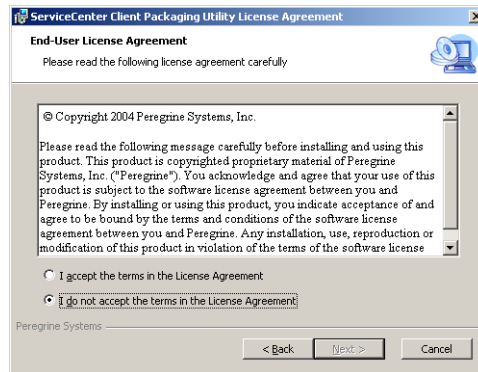 ServiceCenter Client Packaging Utility License Agreement
End-User License Agreement
Please read the following license agreement carefully
© Copyright 2004 Peregrine Systems, Inc.
Please read the following message carefully before installing and using this
product. This product is copyrighted proprietary material of Peregrine
Systems, Inc. ("Peregrine"). You acknowledge and agree that your use of this
product is subject to the software license agreement between you and
Peregrine. By installing or using this product, you indicate acceptance of and
agree to be bound by the terms and conditions of the software license
agreement between you and Peregrine. Any installation, use, reproduction or
modification of this product in violation of the terms of the software license
I accept the terms in the License Agreement
I do not accept the terms in the License Agreement
Peregrine Systems
< Back Next > Cancel